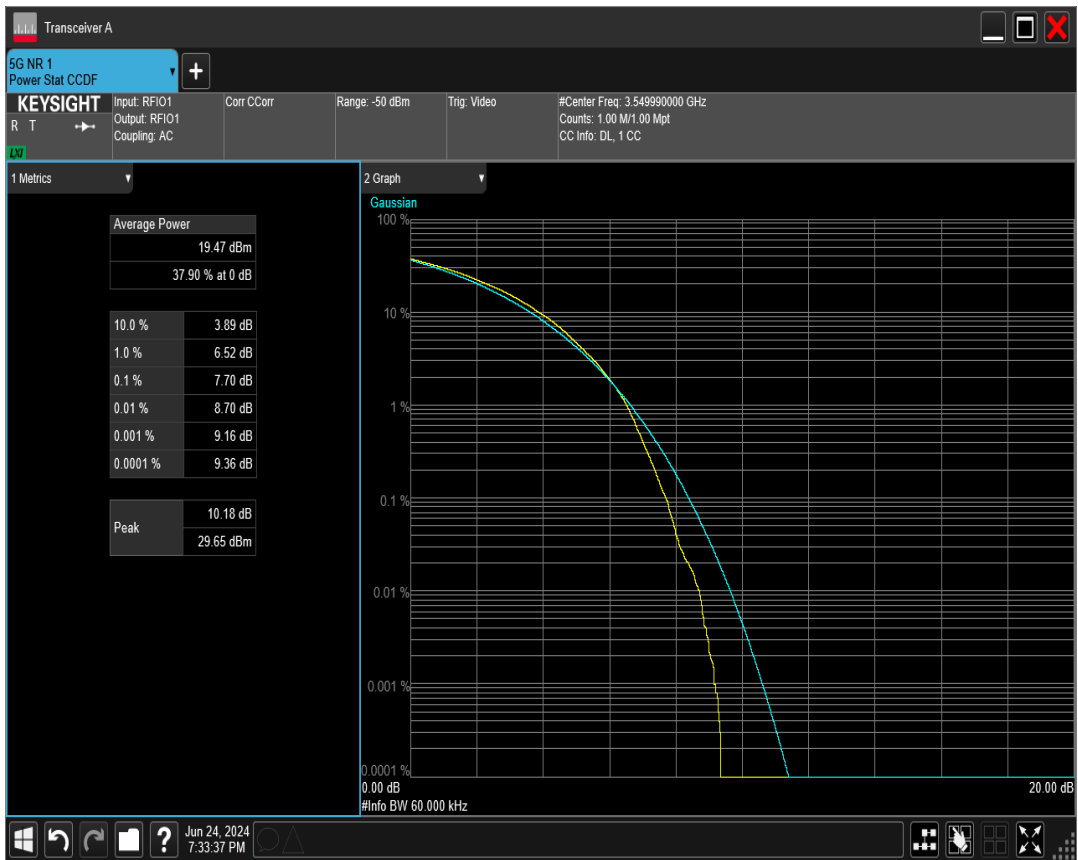 Transceiver A
5G NR 1
Power Stat CCDF
KEYSIGHT
R T
LXI
Input: RFIO1
Output: RFIO1
Coupling: AC
Corr CCorr
Range: -50 dBm
Trig: Video
#Center Freq: 3.549990000 GHz
Counts: 1.00 M/1.00 Mpt
CC Info: DL, 1 CC
1 Metrics
Average Power
19.47 dBm
37.90 % at 0 dB
10.0 % 3.89 dB
1.0 % 6.52 dB
0.1 % 7.70 dB
0.01 % 8.70 dB
0.001 % 9.16 dB
0.0001 % 9.36 dB
Peak
10.18 dB
29.65 dBm
2 Graph
Gaussian
100 %
10 %
1 %
0.1 %
0.01 %
0.001 %
0.0001 %
0.00 dB
20.00 dB
#Info BW 60.000 kHz
?
Jun 24, 2024
7:33:37 PM